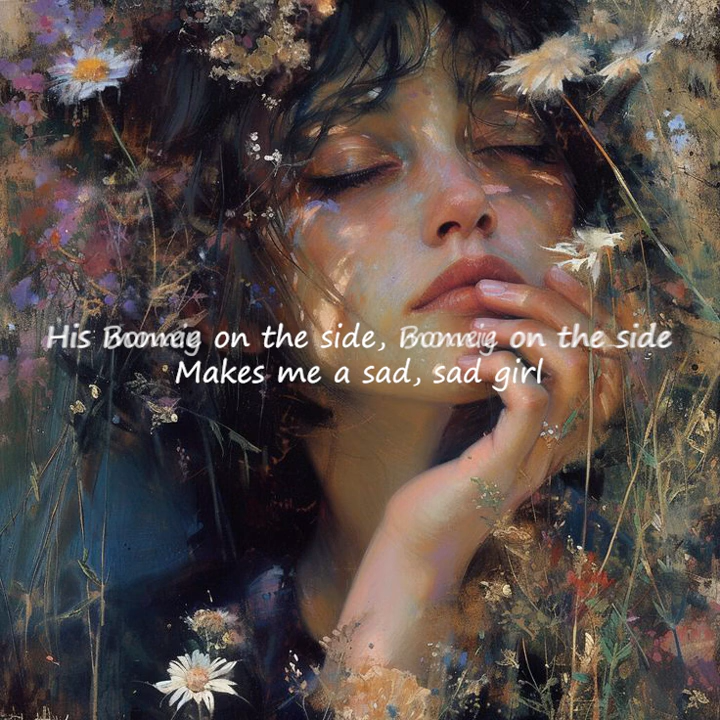 His on the side, on the side
Makes me a sad, sad girl